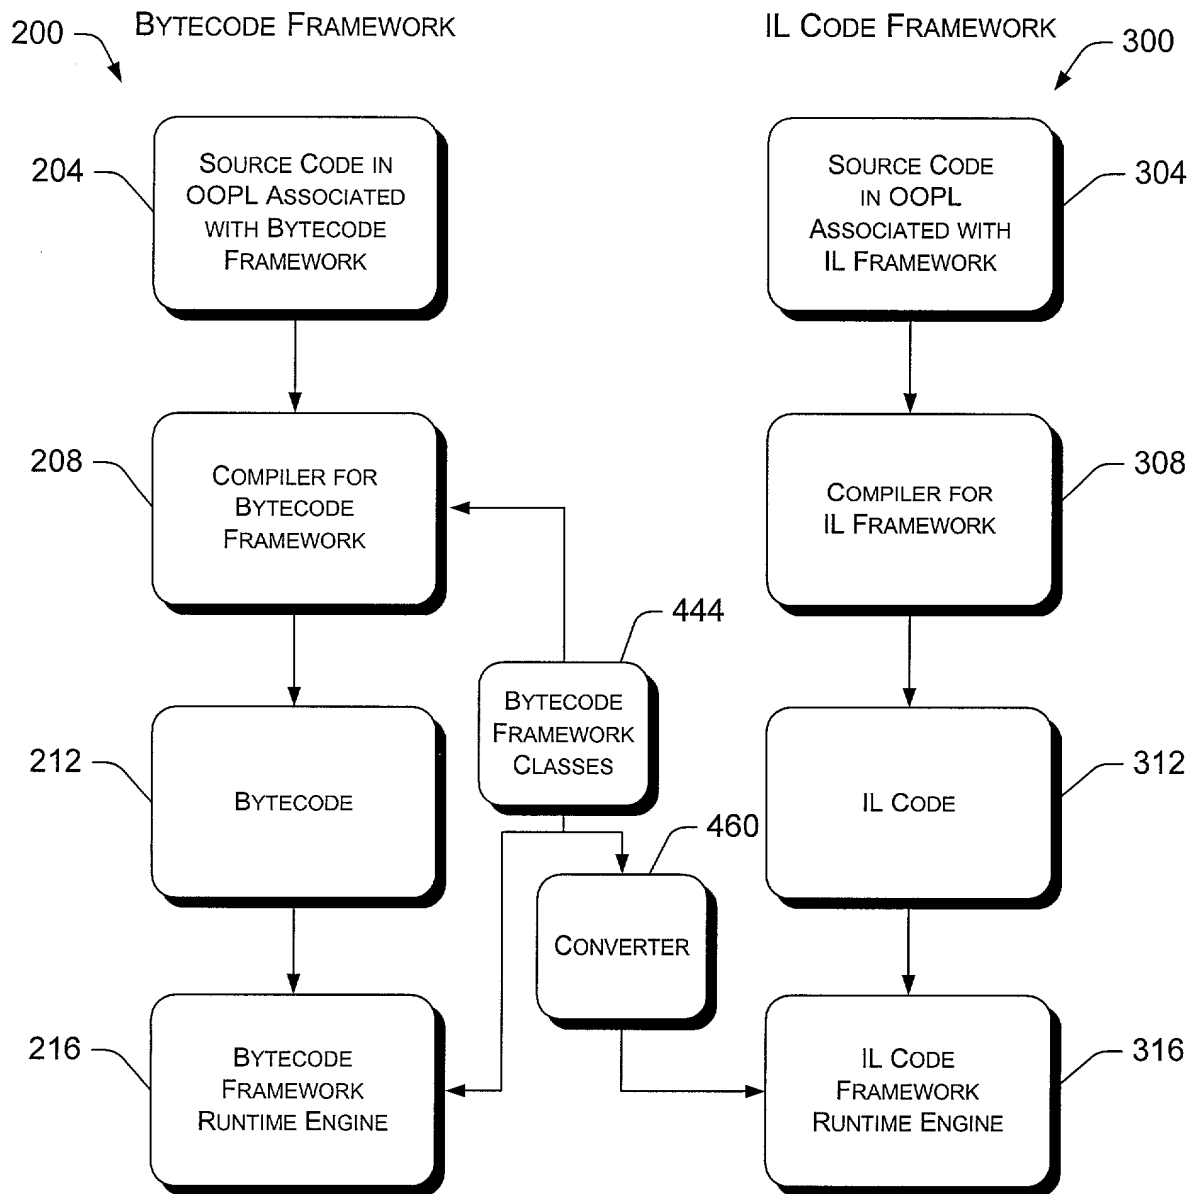 BYTECODE FRAMEWORK
IL CODE FRAMEWORK
200
300
SOURCE CODE IN
OOPL ASSOCIATED
WITH BYTECODE
FRAMEWORK
204
SOURCE CODE
IN OOPL
ASSOCIATED WITH
IL FRAMEWORK
304
COMPILER FOR
BYTECODE
FRAMEWORK
208
COMPILER FOR
IL FRAMEWORK
308
444
BYTECODE
FRAMEWORK
CLASSES
212
BYTECODE
IL CODE
312
460
CONVERTER
216
BYTECODE
FRAMEWORK
RUNTIME ENGINE
IL CODE
FRAMEWORK
RUNTIME ENGINE
316